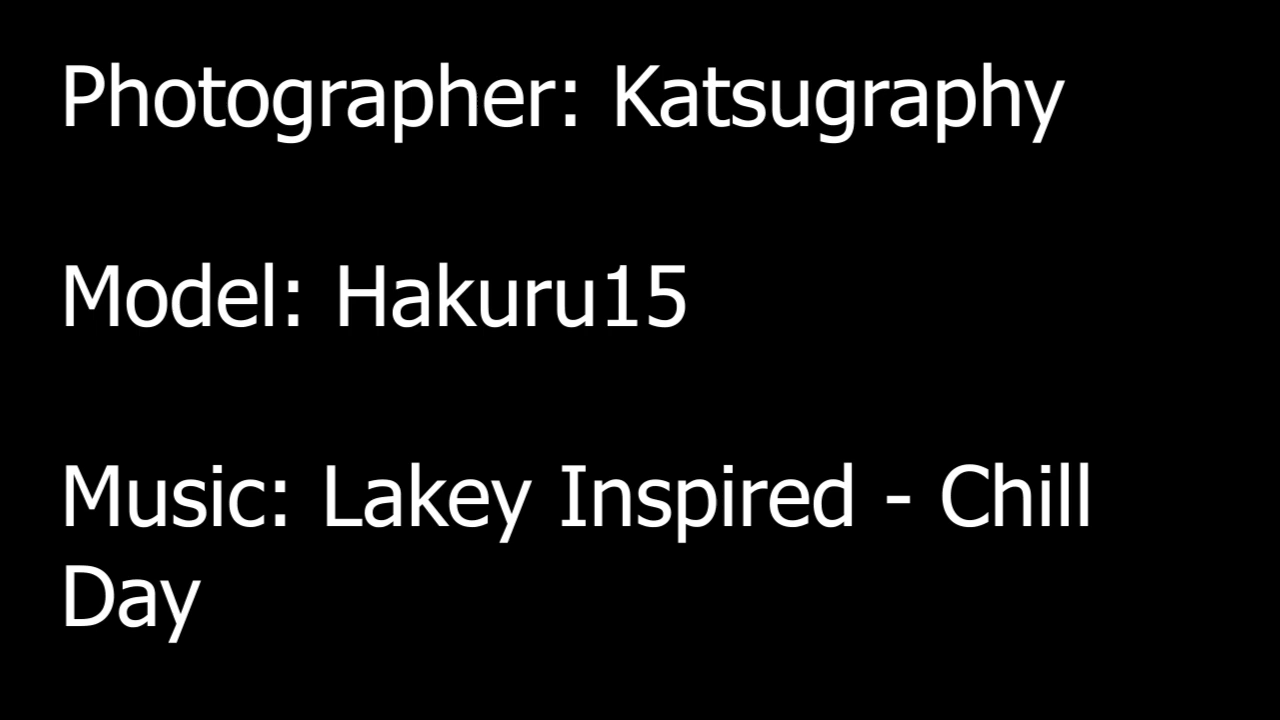 Photographer: Katsugraphy
Model: Hakuru15
Music: Lakey Inspired - Chill
Day